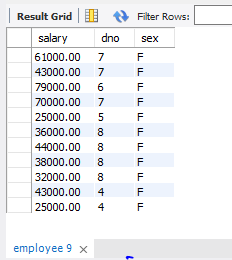 Result Grid Filter Rows:
salary dno sex
61000.00 7 F
43000.00 7 F
79000.00 6 F
70000.00 7 F
25000.00 5 F
36000.00 8 F
44000.00 8 F
38000.00 8 F
32000.00 8 F
43000.00 4 F
25000.00 4 F
employee 9